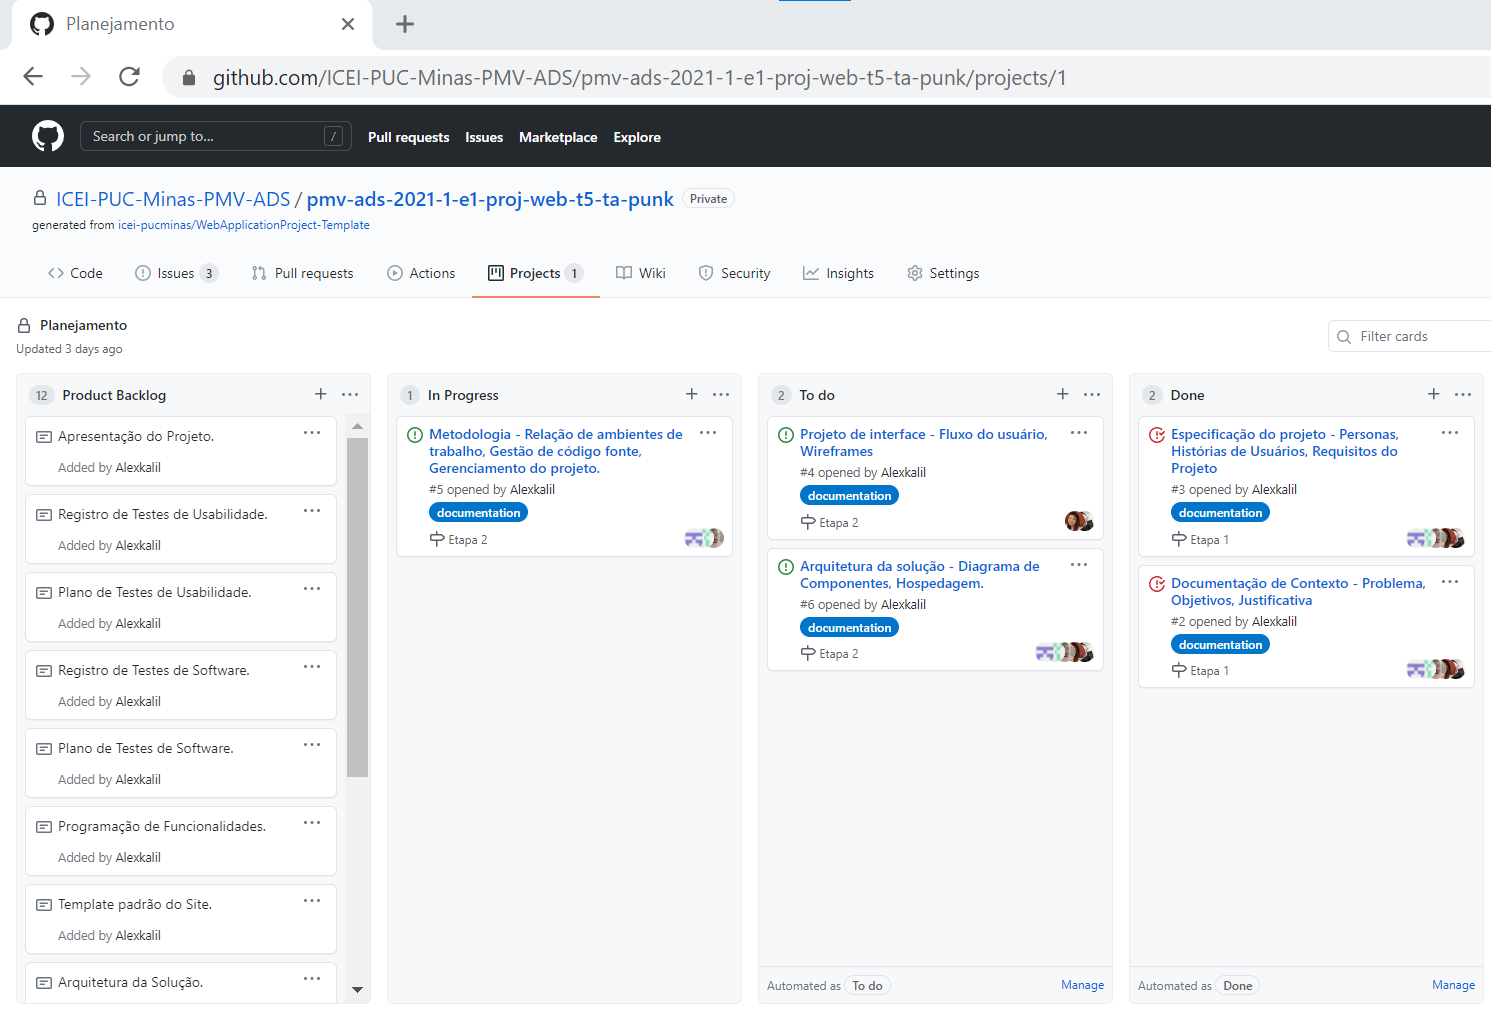 Planejamento
github.com/ICEI-PUC-Minas-PMV-ADS/pmv-ads-2021-1-e1-proj-web-t5-ta-punk/projects/1
Search or jump to... /
Pull requests Issues Marketplace Explore
ICEI-PUC-Minas-PMV-ADS / pmv-ads-2021-1-e1-proj-web-t5-ta-punk Private
generated from icei-pucminas/WebApplicationProject-Template
Code Issues 3 Pull requests Actions Projects 1 Wiki Security Insights Settings
Planejamento
Updated 3 days ago
Filter cards
12 Product Backlog
Apresentação do Projeto.
Added by Alexkalil
Registro de Testes de Usabilidade.
Added by Alexkalil
Plano de Testes de Usabilidade.
Added by Alexkalil
Registro de Testes de Software.
Added by Alexkalil
Plano de Testes de Software.
Added by Alexkalil
Programação de Funcionalidades.
Added by Alexkalil
Template padrão do Site.
Added by Alexkalil
Arquitetura da Solução.
1 In Progress
Metodologia - Relação de ambientes de
trabalho, Gestão de código fonte,
Gerenciamento do projeto.
#5 opened by Alexkalil
documentation
Etapa 2
2 To do
Projeto de interface - Fluxo do usuário,
Wireframes
#4 opened by Alexkalil
documentation
Etapa 2
Arquitetura da solução - Diagrama de
Componentes, Hospedagem.
#6 opened by Alexkalil
documentation
Etapa 2
Automated as To do Manage
2 Done
Especificação do projeto - Personas,
Histórias de Usuários, Requisitos do
Projeto
#3 opened by Alexkalil
documentation
Etapa 1
Documentação de Contexto - Problema,
Objetivos, Justificativa
#2 opened by Alexkalil
documentation
Etapa 1
Automated as Done Manage